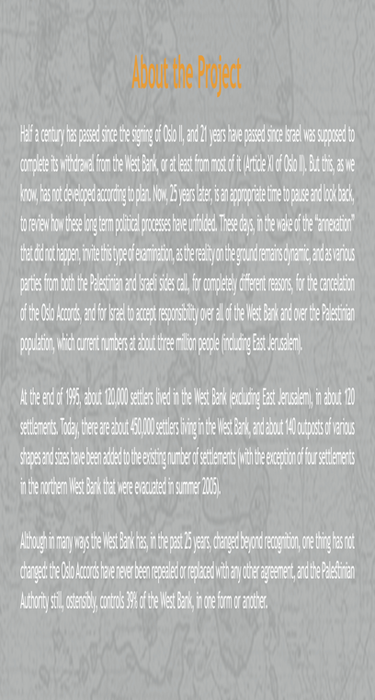 About the Project
Half a century has passed since the signing of Oslo II, and 21 years have passed since Israel was supposed to
complete its withdrawal from the West Bank, or at least from most of it (Article XI of Oslo II). But this, as we
know, has not developed according to plan. Now, 25 years later, is an appropriate time to pause and look back,
to review how these long term political processes have unfolded. These days, in the wake of the "annexation"
that did not happen, invite this type of examination, as the reality on the ground remains dynamic, and as various
parties from both the Palestinian and Israeli sides call, for completely different reasons, for the cancelation
of the Oslo Accords, and for Israel to accept responsibility over all of the West Bank and over the Palestinian
population, which current numbers at about three million people (including East Jerusalem).
At the end of 1995, about 120,000 settlers lived in the West Bank (excluding East Jerusalem), in about 120
settlements. Today, there are about 450,000 settlers living in the West Bank, and about 140 outposts of various
shapes and sizes have been added to the existing number of settlements (with the exception of four settlements
in the northern West Bank that were evacuated in summer 2005).
Although in many ways the West Bank has, in the past 25 years, changed beyond recognition, one thing has not
changed: the Oslo Accords have never been repealed or replaced with any other agreement, and the Palestinian
Authority still, ostensibly, controls 39% of the West Bank, in one form or another.